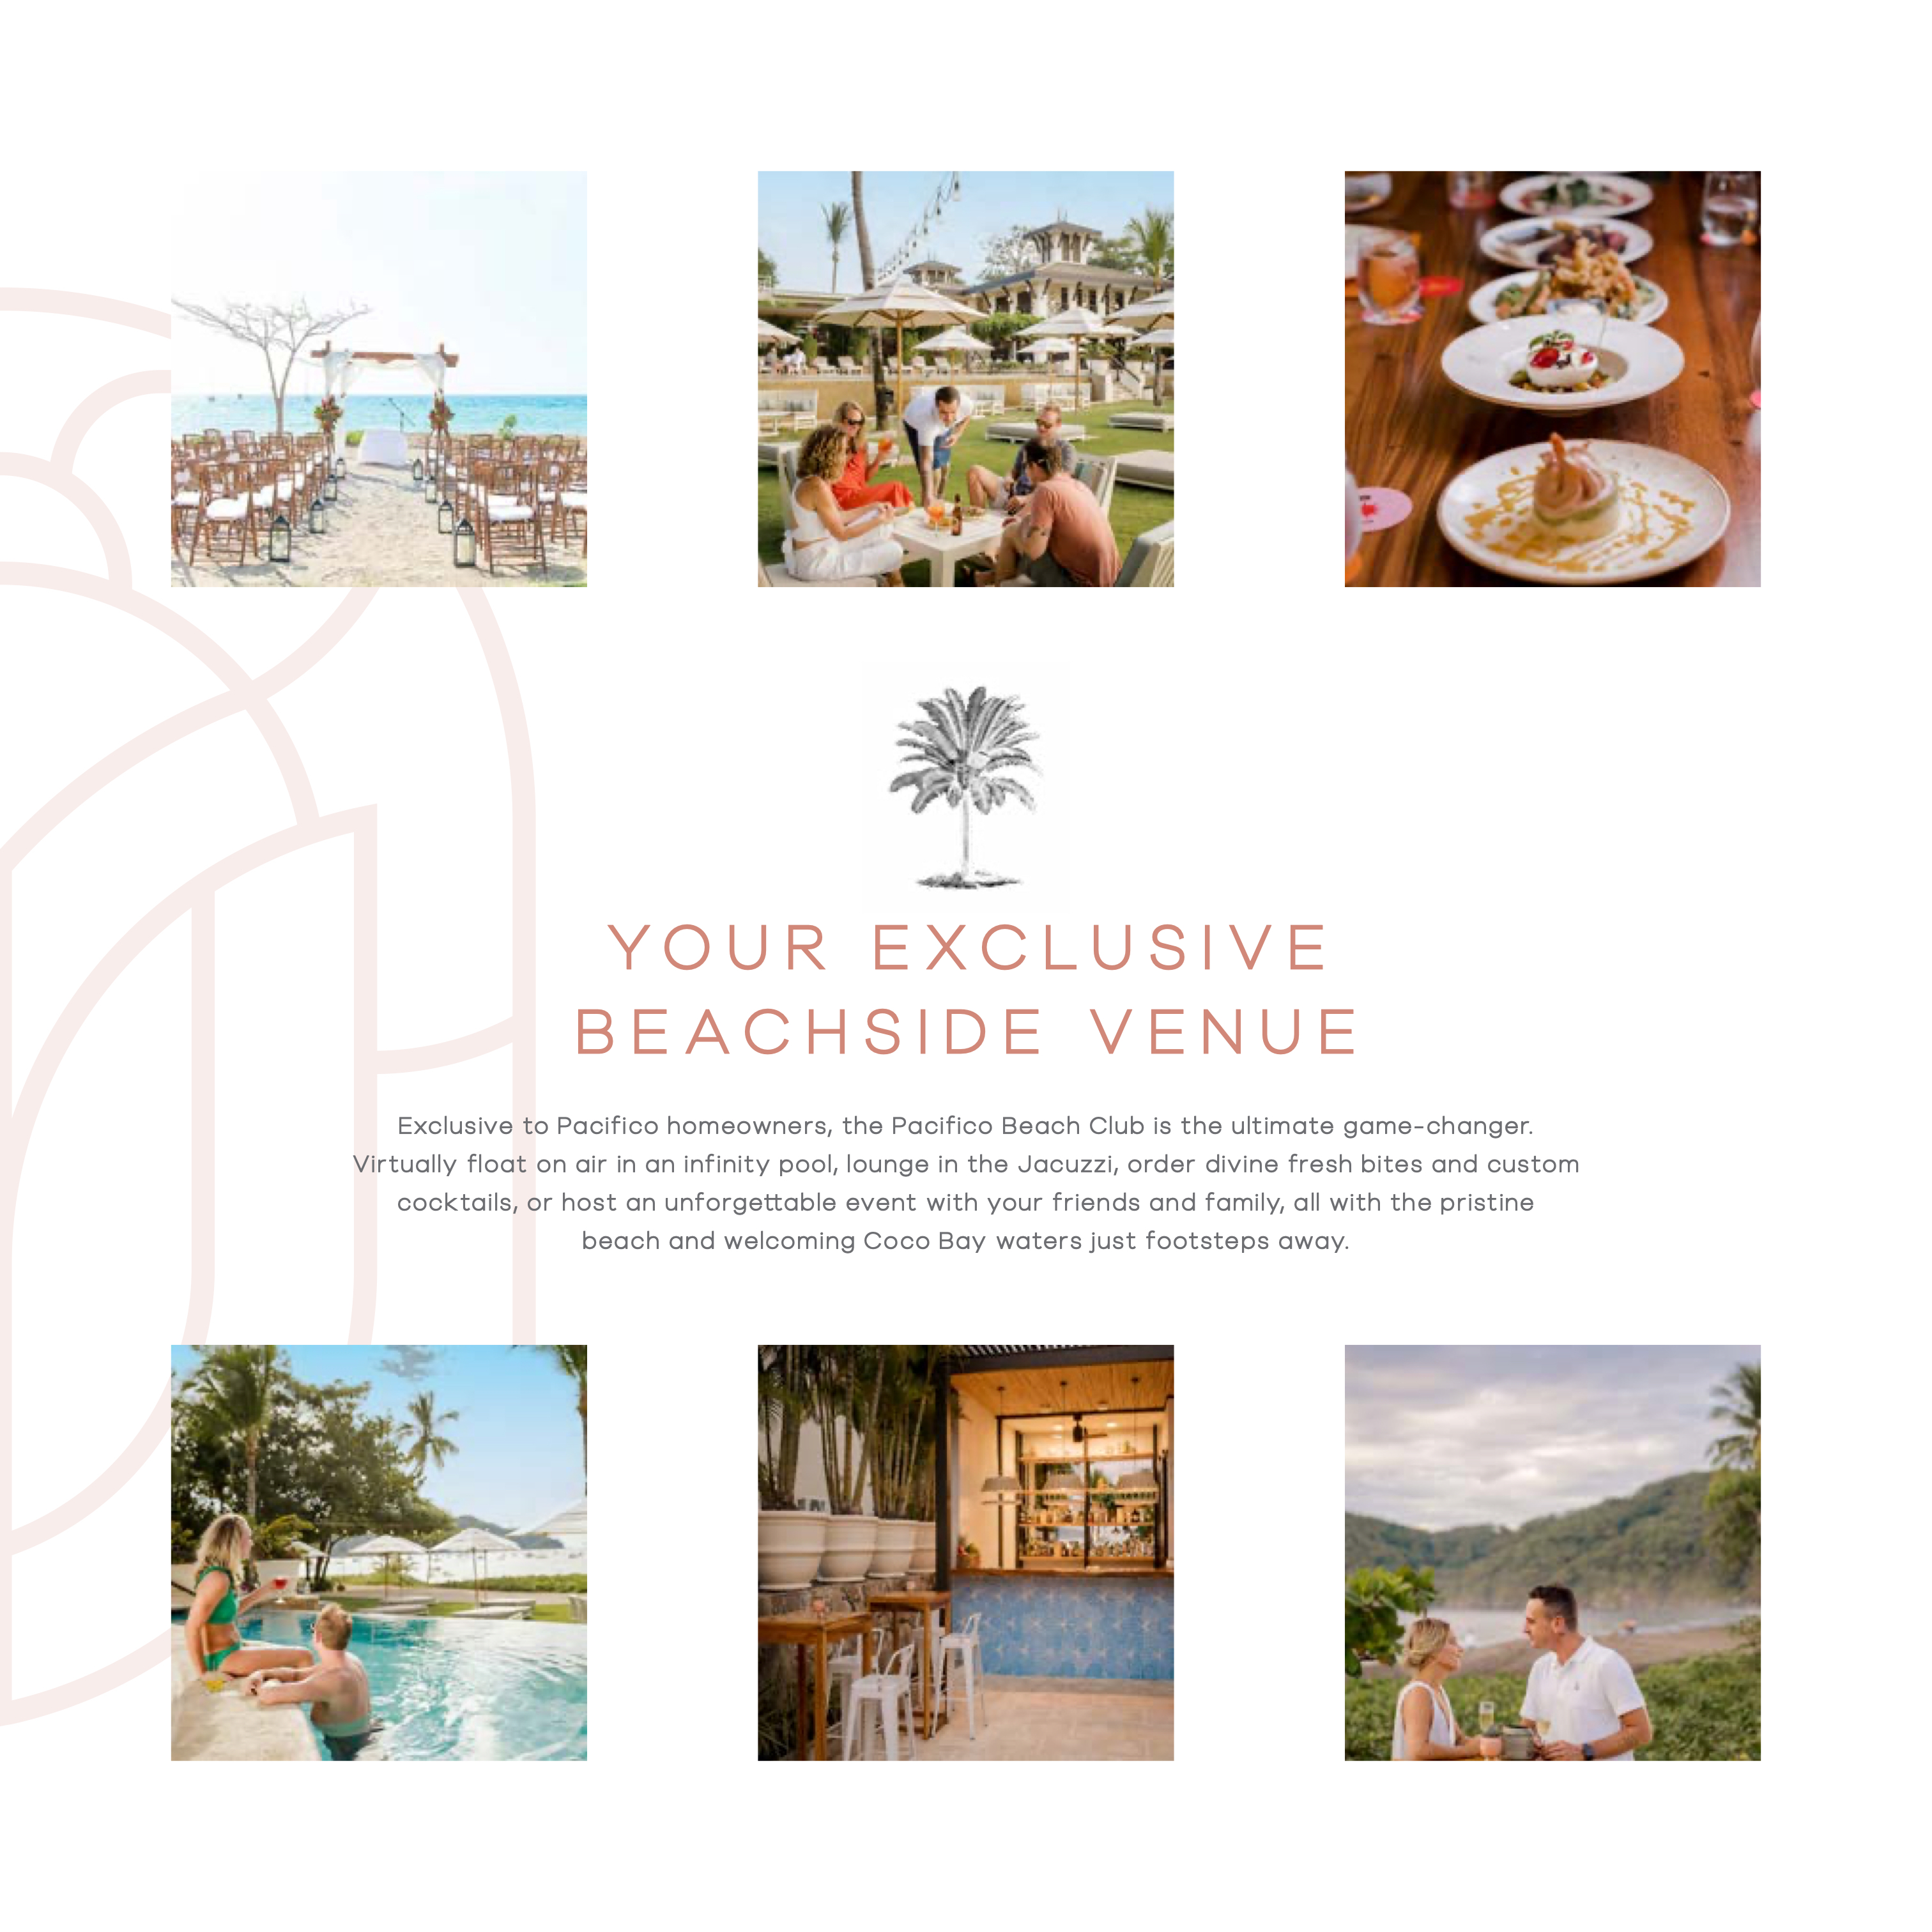 YOUR EXCLUSIVE
BEACHSIDE VENUE
Exclusive to Pacifico homeowners, the Pacifico Beach Club is the ultimate game-changer.
Virtually float on air in an infinity pool, lounge in the Jacuzzi, order divine fresh bites and custom
cocktails, or host an unforgettable event with your friends and family, all with the pristine
beach and welcoming Coco Bay waters just footsteps away.